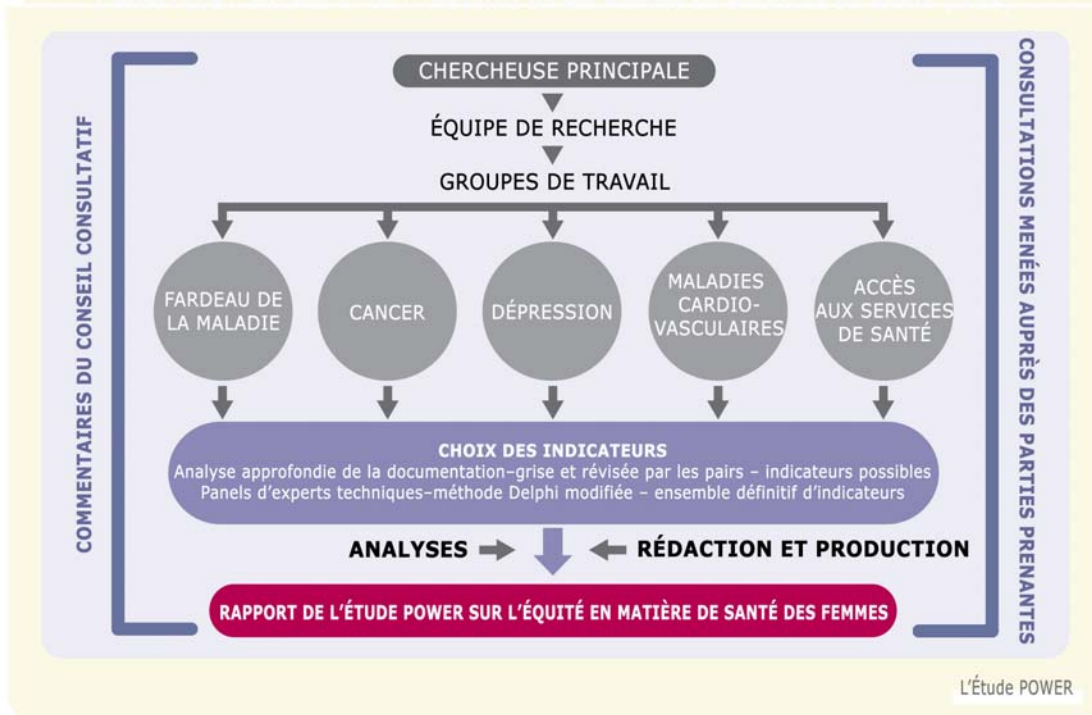 COMMENTAIRES DU CONSEIL CONSULTATIF
CHERCHEUSE PRINCIPALE
ÉQUIPE DE RECHERCHE
GROUPES DE TRAVAIL
FARDEAU DE
LA MALADIE
CANCER
DÉPRESSION
MALADIES
CARDIO-
VASCULAIRES
ACCÈS
AUX SERVICES
DE SANTÉ
CHOIX DES INDICATEURS
Analyse approfondie de la documentation–grise et révisée par les pairs – indicateurs possibles
Panels d'experts techniques–méthode Delphi modifiée – ensemble définitif d'indicateurs
ANALYSES
RÉDACTION ET PRODUCTION
RAPPORT DE L'ÉTUDE POWER SUR L'ÉQUITÉ EN MATIÈRE DE SANTÉ DES FEMMES
CONSULTATIONS MENÉES AUPRÈS DES PARTIES PRENANTES
L'Étude POWER